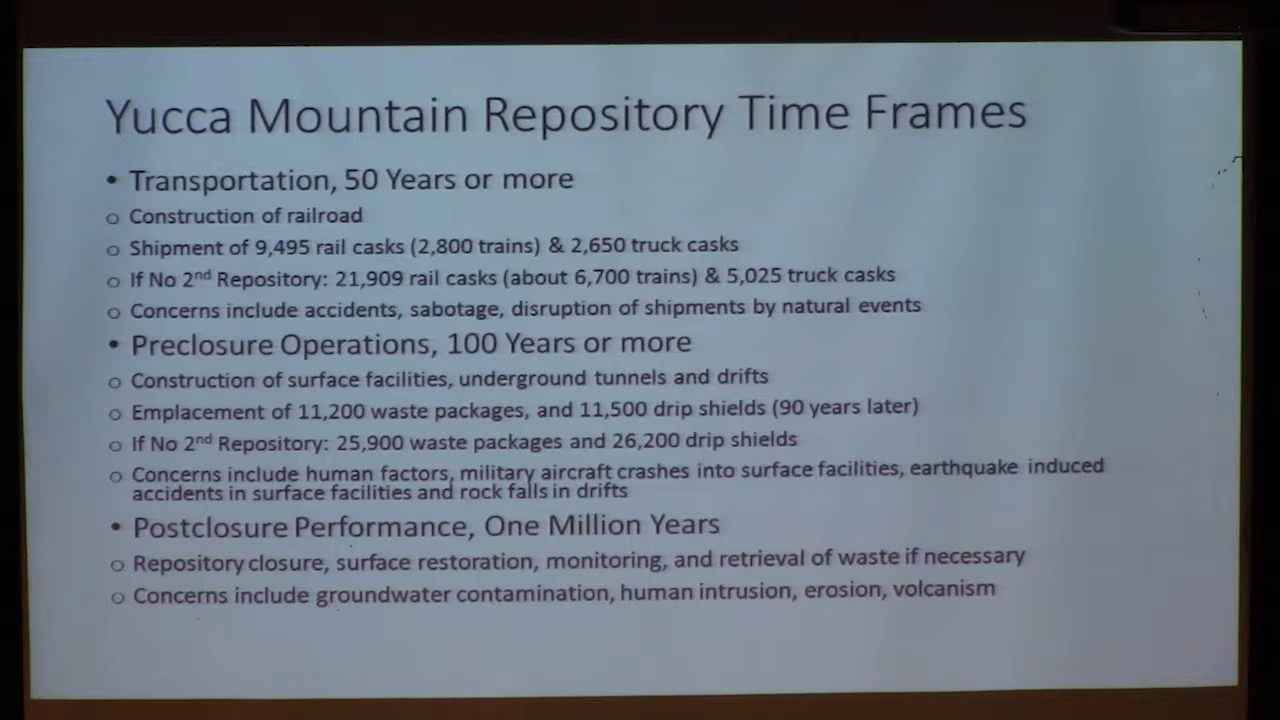 Yucca Mountain Repository Time Frames
• Transportation, 50 Years or more
o Construction of railroad
o Shipment of 9,495 rail casks (2,800 trains) & 2,650 truck casks
o If No 2nd Repository: 21,909 rail casks (about 6,700 trains) & 5,025 truck casks
o Concerns include accidents, sabotage, disruption of shipments by natural events
• Preclosure Operations, 100 Years or more
o Construction of surface facilities, underground tunnels and drifts
o Emplacement of 11,200 waste packages, and 11,500 drip shields (90 years later)
o If No 2nd Repository: 25,900 waste packages and 26,200 drip shields
o Concerns include human factors, military aircraft crashes into surface facilities, earthquake induced
accidents in surface facilities and rock falls in drifts
• Postclosure Performance, One Million Years
o Repository closure, surface restoration, monitoring, and retrieval of waste if necessary
o Concerns include groundwater contamination, human intrusion, erosion, volcanism